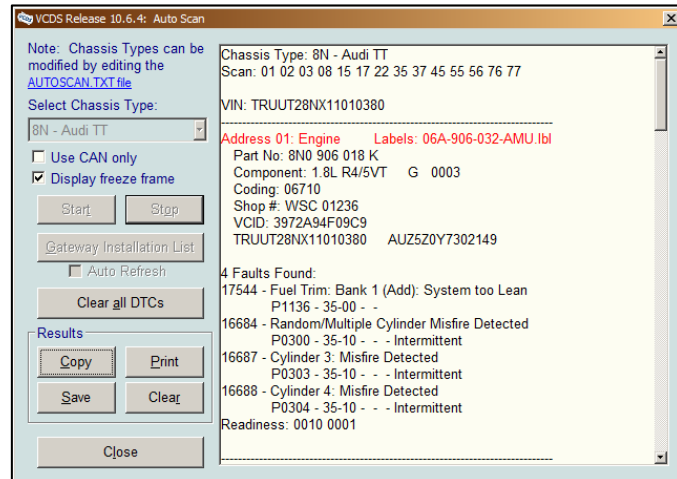 VCDS Release 10.6.4: Auto Scan
Note: Chassis Types can be
modified by editing the
AUTOSCAN.TXT file
Select Chassis Type:
8N - Audi TT
Use CAN only
Display freeze frame
Start
Stop
Gateway Installation List
Auto Refresh
Clear all DTCs
Results
Copy
Print
Save
Clear
Close
Chassis Type: 8N - Audi TT
Scan: 01 02 03 08 15 17 22 35 37 45 55 56 76 77
VIN: TRUUT28NX11010380
Address 01: Engine Labels: 06A-906-032-AMU.lbl
Part No: 8N0 906 018 K
Component: 1.8L R4/5VT G 0003
Coding: 06710
Shop #: WSC 01236
VCID: 3972A94F09C9
TRUUT28NX11010380 AUZ5Z0Y7302149
4 Faults Found:
17544 - Fuel Trim: Bank 1 (Add): System too Lean
P1136 - 35-00 - -
16684 - Random/Multiple Cylinder Misfire Detected
P0300 - 35-10 - - - Intermittent
16687 - Cylinder 3: Misfire Detected
P0303 - 35-10 - - - Intermittent
16688 - Cylinder 4: Misfire Detected
P0304 - 35-10 - - - Intermittent
Readiness: 0010 0001